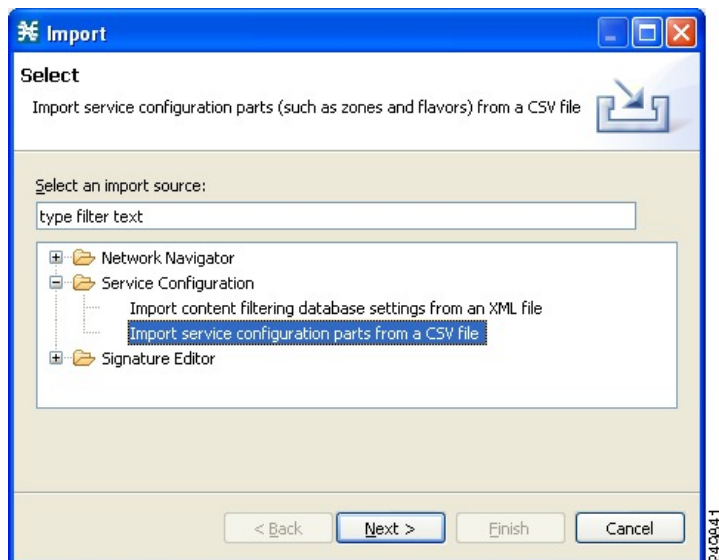 Import
Select
Import service configuration parts (such as zones and flavors) from a CSV file
Select an import source:
type filter text
Network Navigator
Service Configuration
Import content filtering database settings from an XML file
Import service configuration parts from a CSV file
Signature Editor
< Back
Next >
Finish
Cancel